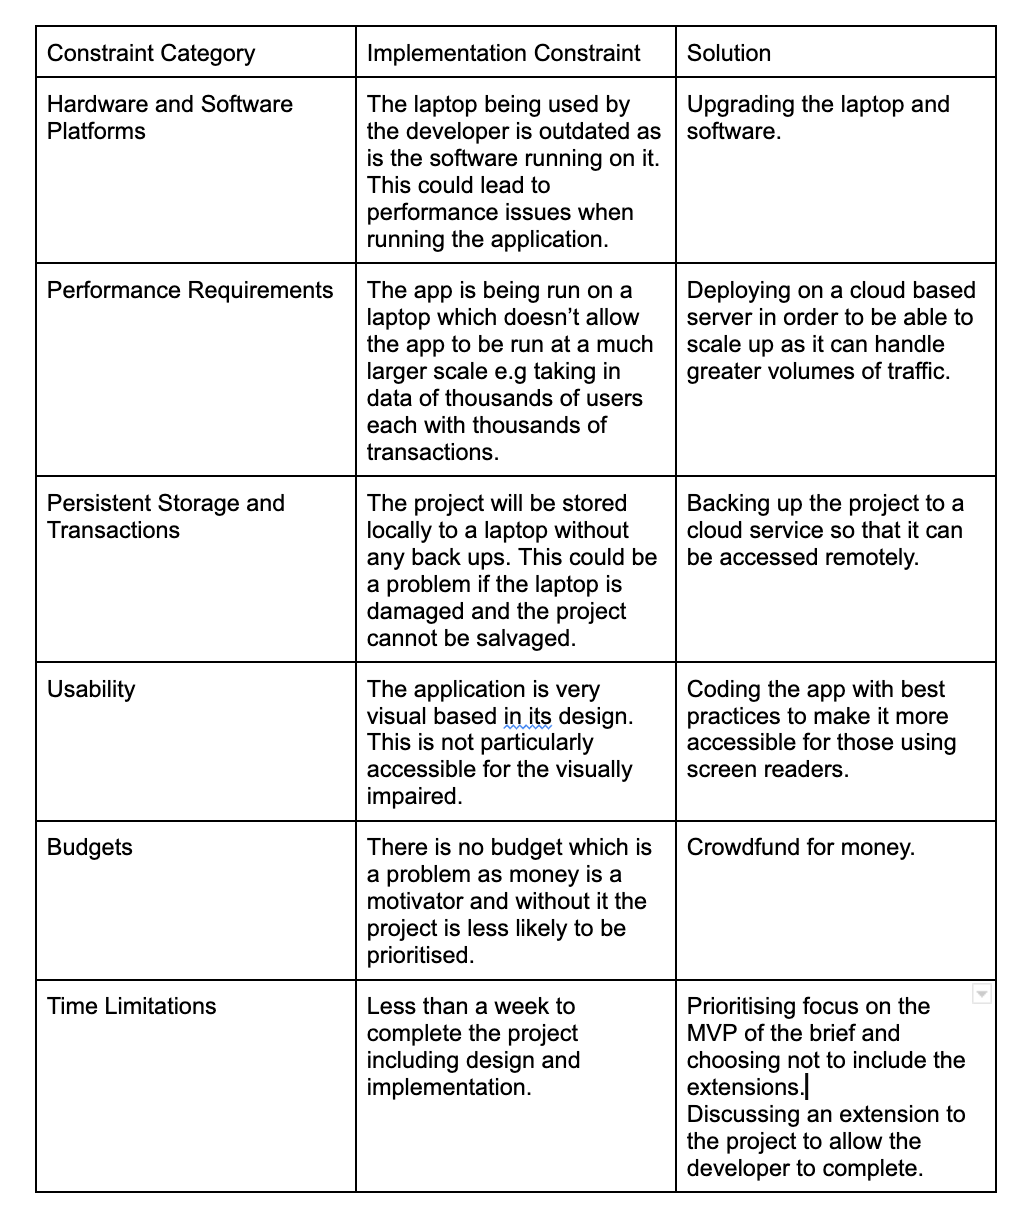 Constraint Category
Implementation Constraint
Solution
Hardware and Software
Platforms
The laptop being used by
the developer is outdated as
is the software running on it.
This could lead to
performance issues when
running the application.
Upgrading the laptop and
software.
Performance Requirements
The app is being run on a
laptop which doesn’t allow
the app to be run at a much
larger scale e.g taking in
data of thousands of users
each with thousands of
transactions.
Deploying on a cloud based
server in order to be able to
scale up as it can handle
greater volumes of traffic.
Persistent Storage and
Transactions
The project will be stored
locally to a laptop without
any back ups. This could be
a problem if the laptop is
damaged and the project
cannot be salvaged.
Backing up the project to a
cloud service so that it can
be accessed remotely.
Usability
The application is very
visual based in its design.
This is not particularly
accessible for the visually
impaired.
Coding the app with best
practices to make it more
accessible for those using
screen readers.
Budgets
There is no budget which is
a problem as money is a
motivator and without it the
project is less likely to be
prioritised.
Crowdfund for money.
Time Limitations
Less than a week to
complete the project
including design and
implementation.
Prioritising focus on the
MVP of the brief and
choosing not to include the
extensions.
Discussing an extension to
the project to allow the
developer to complete.